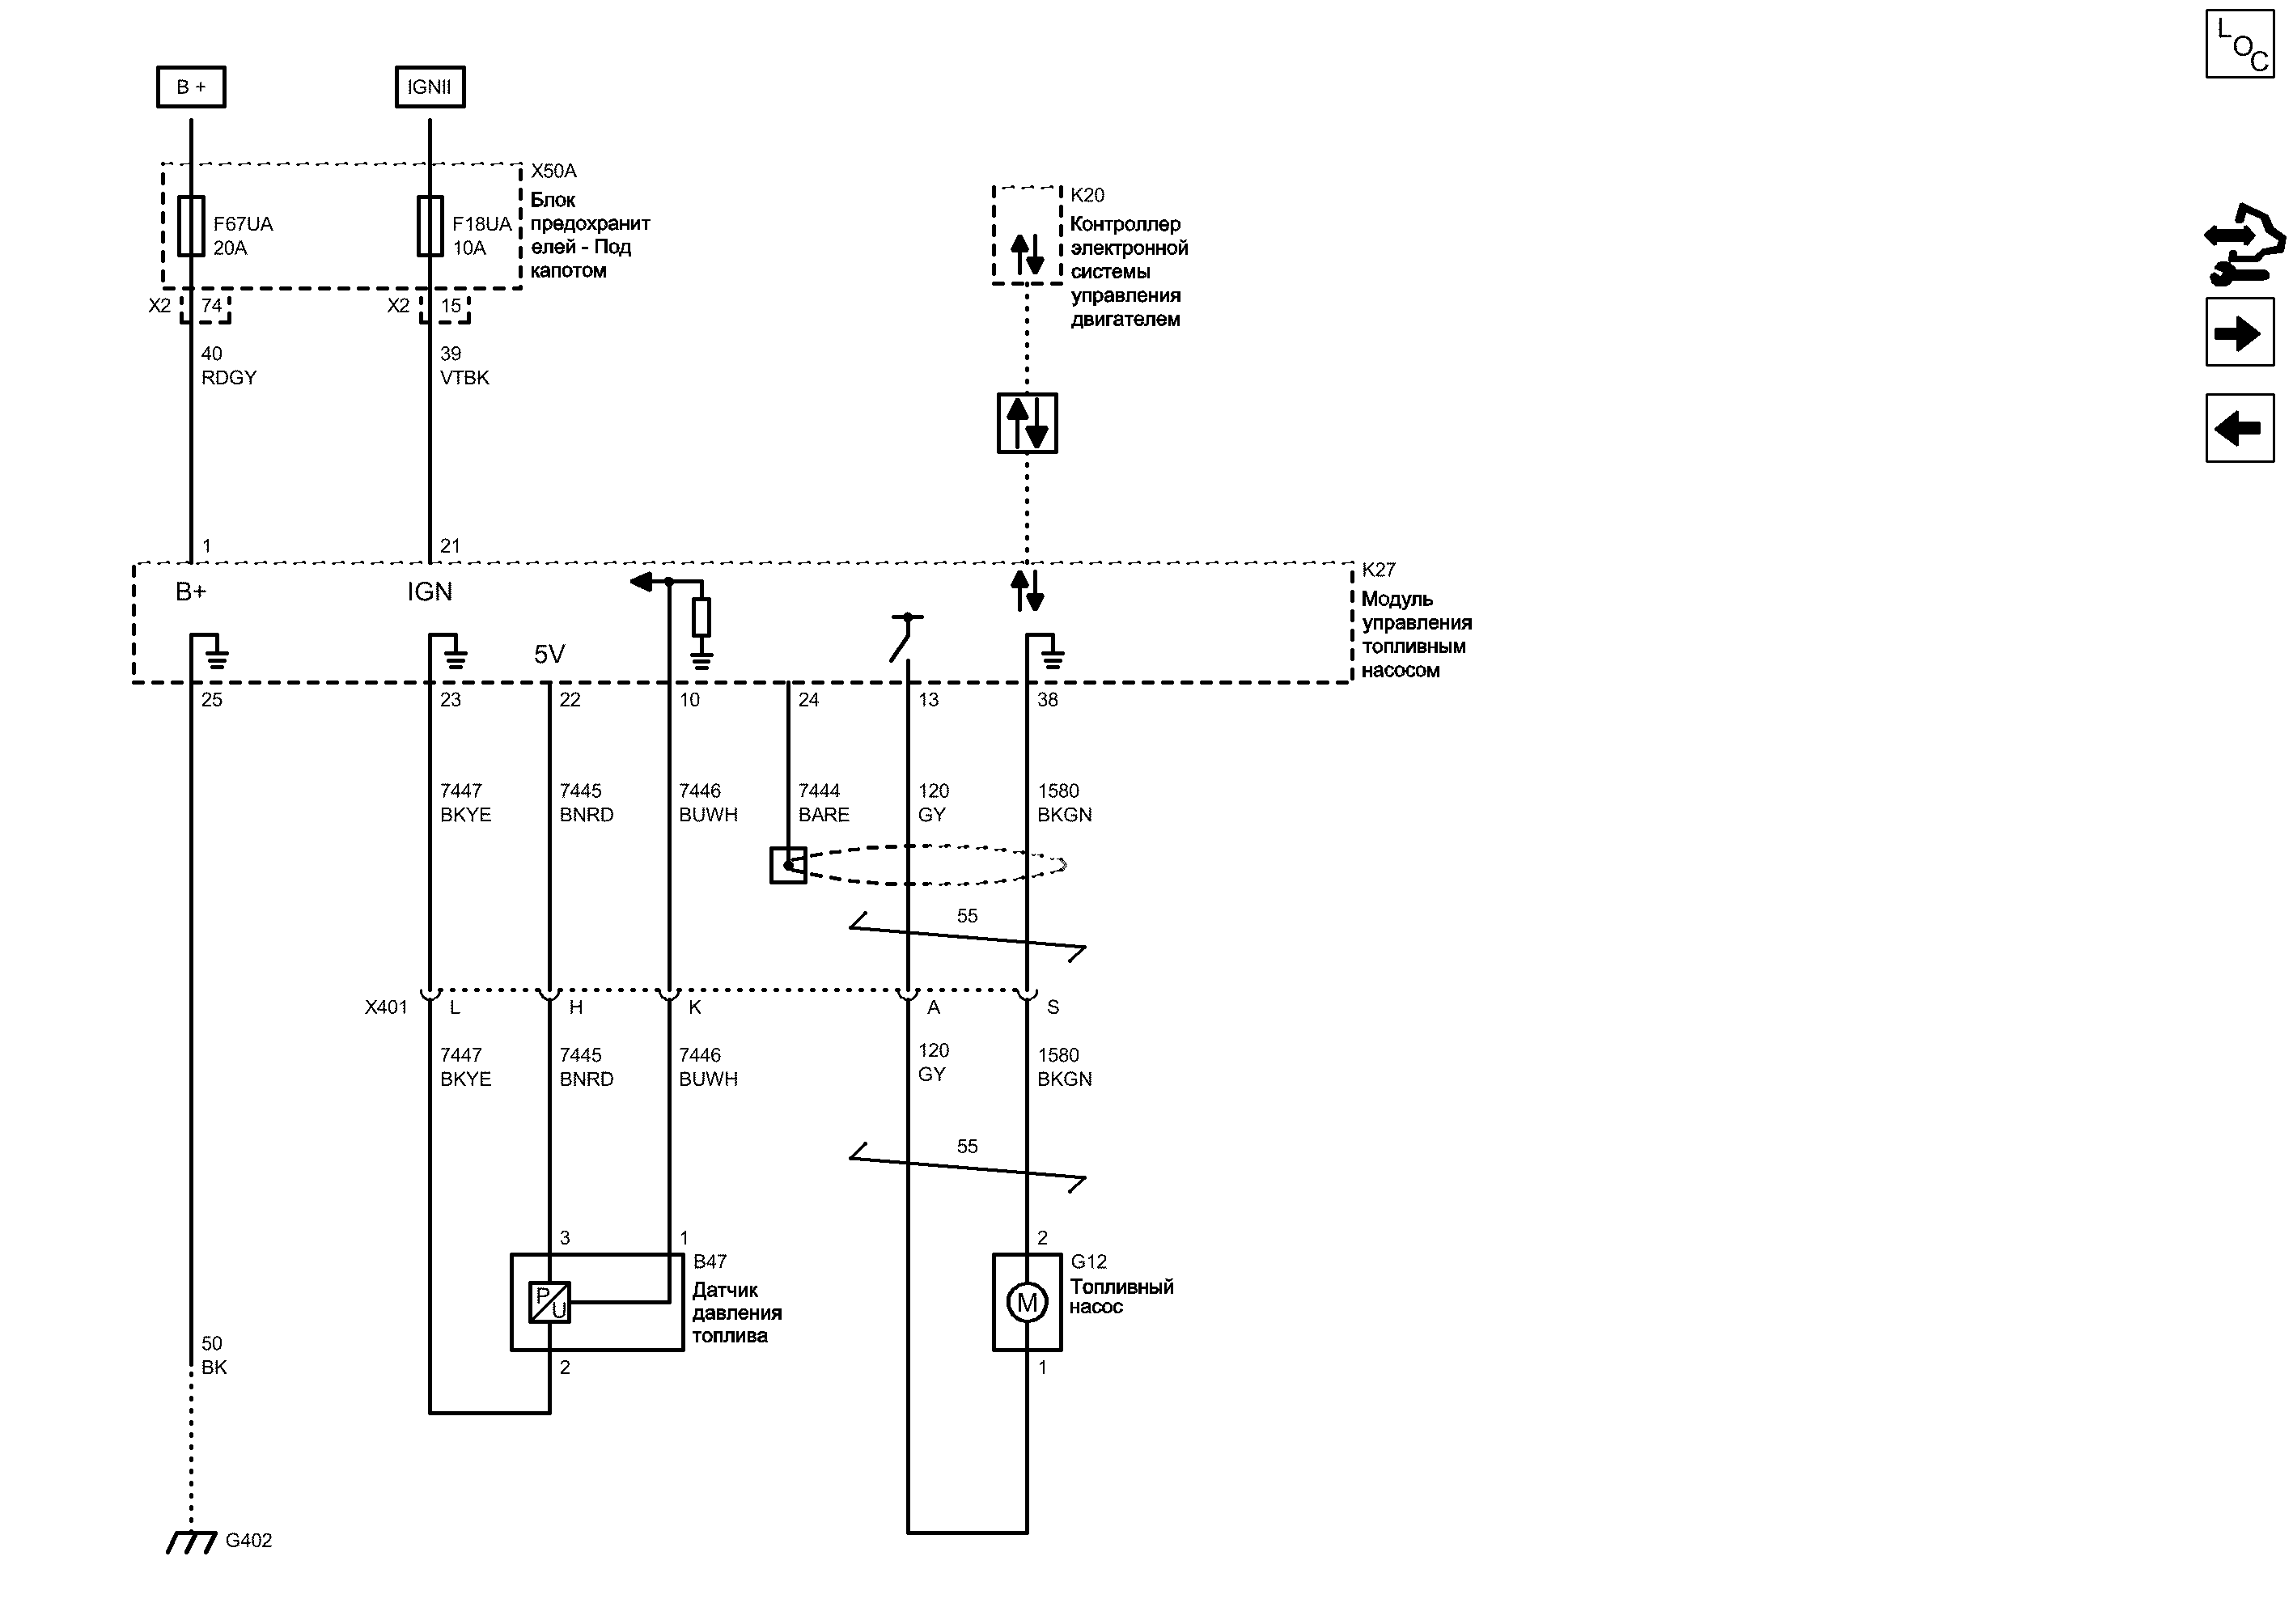 LOC
B +
IGNII
X50A
Блок
предохранит
елей - Под
капотом
F67UA
20A
F18UA
10A
X2
74
X2
15
40
RDGY
39
VTBK
K20
Контроллер
электронной
системы
управления
двигателем
1
21
B+
IGN
5V
K27
Модуль
управления
топливным
насосом
25
23
22
10
24
13
38
7447
BKYE
7445
BNRD
7446
BUWH
7444
BARE
120
GY
1580
BKGN
55
X401
L
H
K
A
S
7447
BKYE
7445
BNRD
7446
BUWH
120
GY
1580
BKGN
55
3
1
B47
Датчик
давления
топлива
P
U
2
2
G12
Топливный
насос
M
1
50
BK
G402